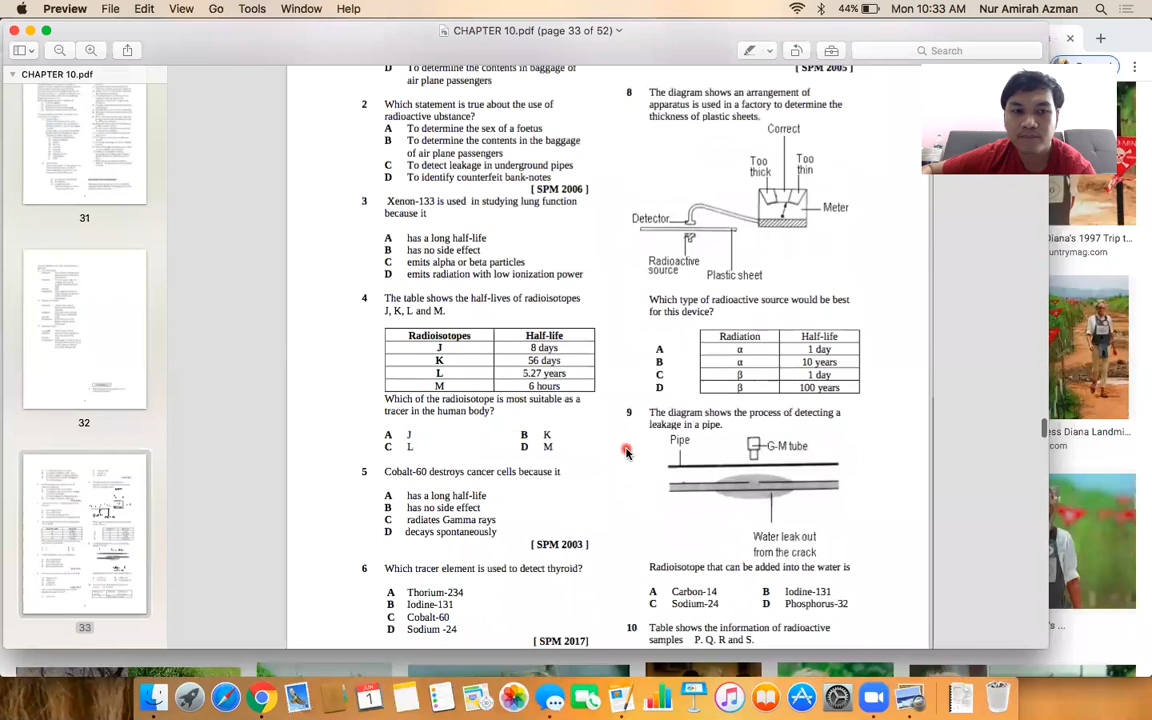 Preview File Edit View Go Tools Window Help
44% Mon 10:33 AM Nur Amirah Azman
CHAPTER 10.pdf (page 33 of 52)
Search
CHAPTER 10.pdf
31
32
33
D To determine the contents in baggage of
air plane passengers
2 Which statement is true about the use of
radioactive ubstance?
A To determine the sex of a foetus
B To determine the contents in the baggage
of air plane passengers
C To detect leakage in underground pipes
D To identify counterfeit bank-notes
[ SPM 2006 ]
3 Xenon-133 is used in studying lung function
because it
A has a long half-life
B has no side effect
C emits alpha or beta particles
D emits radiation with low ionization power
4 The table shows the half-lives of radioisotopes
J, K, L and M.
Radioisotopes Half-life
J 8 days
K 56 days
L 5.27 years
M 6 hours
Which of the radioisotope is most suitable as a
tracer in the human body?
A J B K
C L D M
5 Cobalt-60 destroys cancer cells because it
A has a long half-life
B has no side effect
C radiates Gamma rays
D decays spontaneously
[ SPM 2003 ]
6 Which tracer element is used to detect thyroid?
A Thorium-234
B Iodine-131
C Cobalt-60
D Sodium -24
[ SPM 2017 ]
[ SPM 2005 ]
8 The diagram shows an arrangement of
apparatus is used in a factory to determine the
thickness of plastic sheets.
Correct
Too
thick
Too
thin
Meter
Detector
Radioactive
source
Plastic sheet
Which type of radioactive source would be best
for this device?
Radiation Half-life
A α 1 day
B α 10 years
C β 1 day
D β 100 years
9 The diagram shows the process of detecting a
leakage in a pipe.
Pipe
G-M tube
Water leak out
from the crack
Radioisotope that can be added into the water is
A Carbon-14 B Iodine-131
C Sodium-24 D Phosphorus-32
10 Table shows the information of radioactive
samples P. Q. R and S.
Diana's 1997 Trip t...
untrymag.com
ess Diana Landmi...